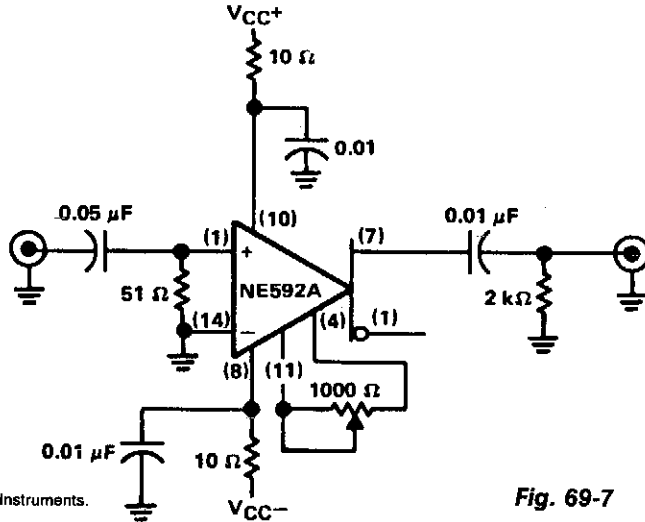 VCC+
10 Ω
0.01
0.05 μF
(10)
0.01 μF
(1)
(7)
+
51 Ω
NE592A
2 kΩ
(14)
−
(4)
(1)
(8)
(11)
1000 Ω
0.01 μF
10 Ω
Instruments.
VCC−
Fig. 69-7